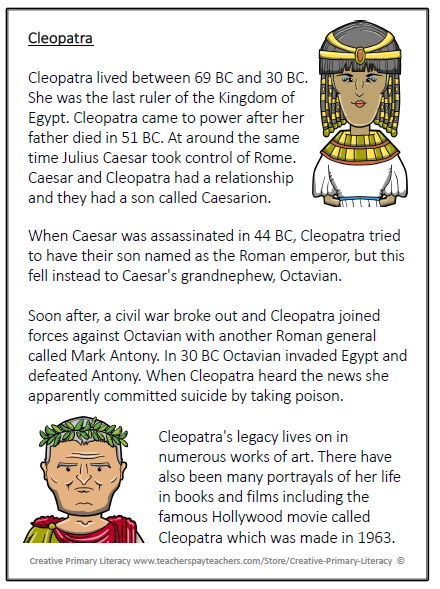 Cleopatra
Cleopatra lived between 69 BC and 30 BC.
She was the last ruler of the Kingdom of
Egypt. Cleopatra came to power after her
father died in 51 BC. At around the same
time Julius Caesar took control of Rome.
Caesar and Cleopatra had a relationship
and they had a son called Caesarion.
When Caesar was assassinated in 44 BC, Cleopatra tried
to have their son named as the Roman emperor, but this
fell instead to Caesar's grandnephew, Octavian.
Soon after, a civil war broke out and Cleopatra joined
forces against Octavian with another Roman general
called Mark Antony. In 30 BC Octavian invaded Egypt and
defeated Antony. When Cleopatra heard the news she
apparently committed suicide by taking poison.
Cleopatra's legacy lives on in
numerous works of art. There have
also been many portrayals of her life
in books and films including the
famous Hollywood movie called
Cleopatra which was made in 1963.
Creative Primary Literacy www.teacherspayteachers.com/Store/Creative-Primary-Literacy ©